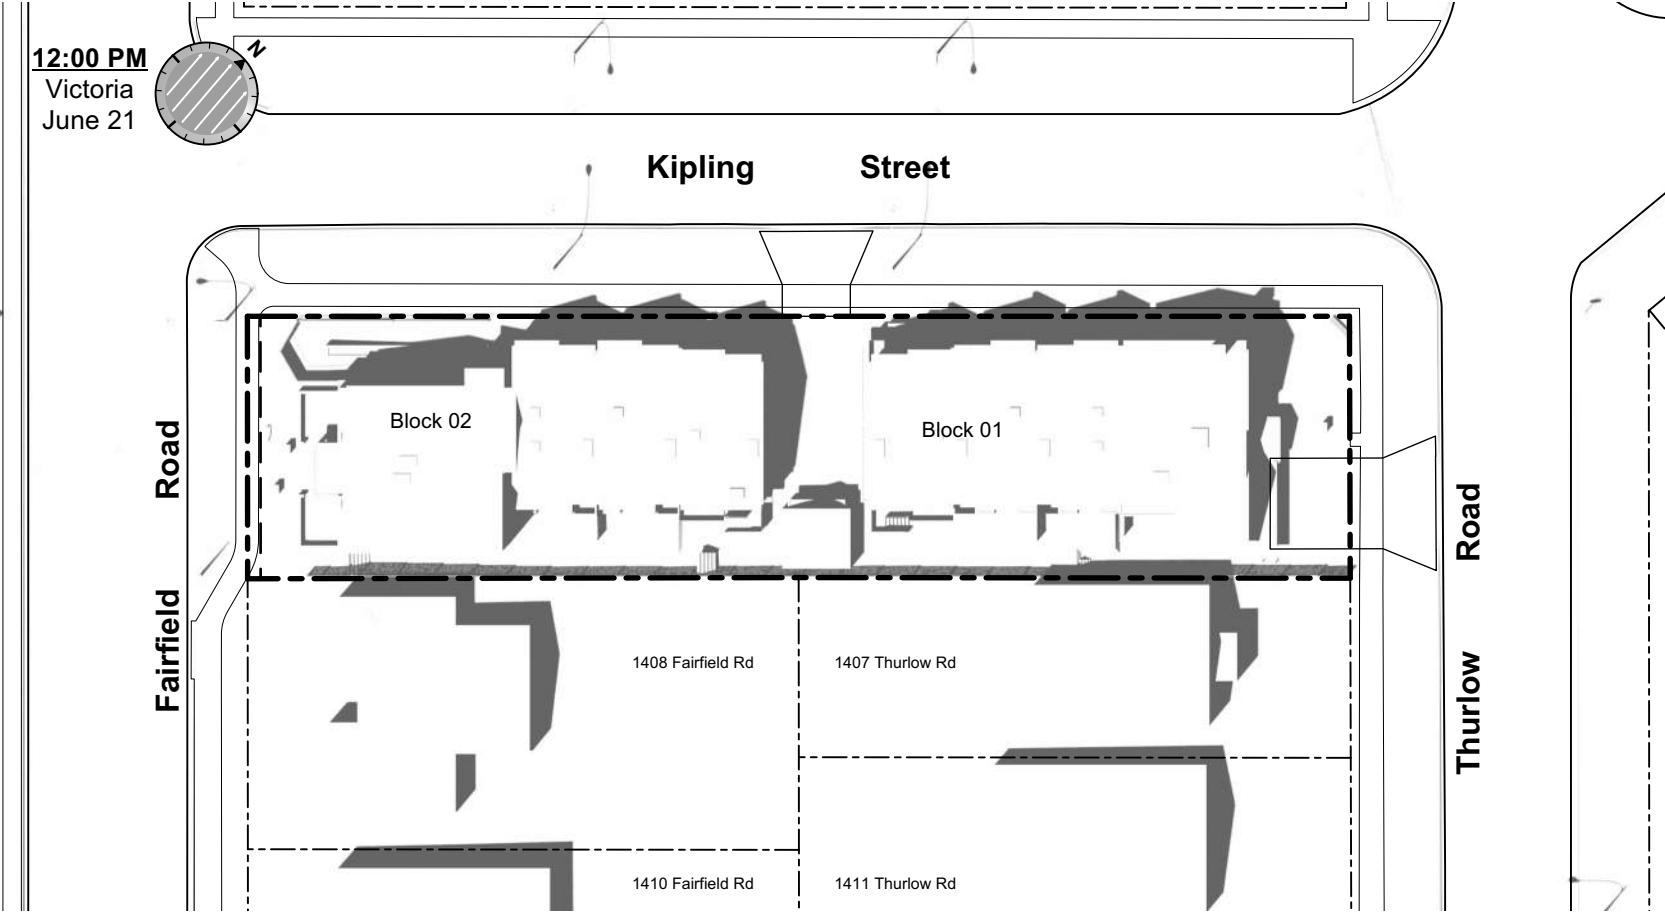 N
12:00 PM
Victoria
June 21
Kipling Street
Block 02
Block 01
Fairfield Road
Thurlow Road
1408 Fairfield Rd
1407 Thurlow Rd
1410 Fairfield Rd
1411 Thurlow Rd